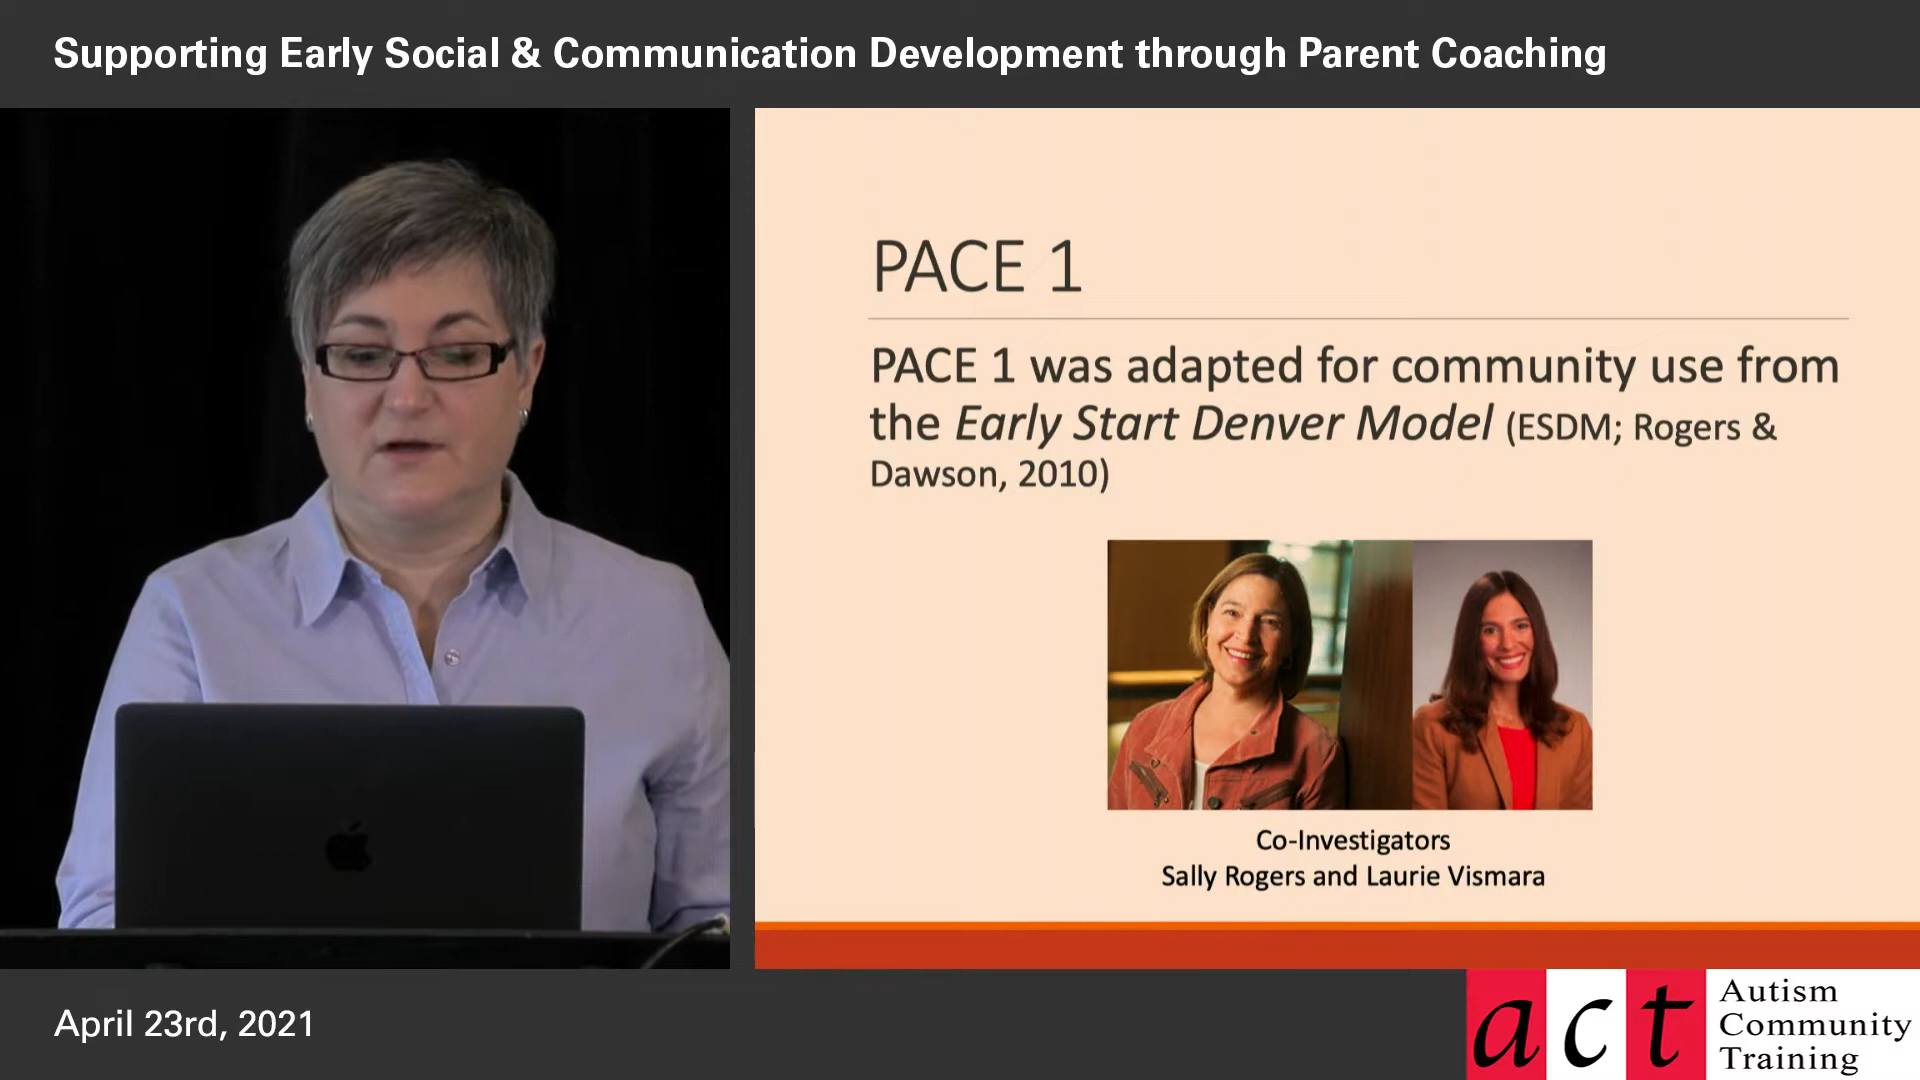 Supporting Early Social & Communication Development through Parent Coaching
PACE 1
PACE 1 was adapted for community use from
the Early Start Denver Model (ESDM; Rogers &
Dawson, 2010)
Co-Investigators
Sally Rogers and Laurie Vismara
April 23rd, 2021
act
Autism
Community
Training